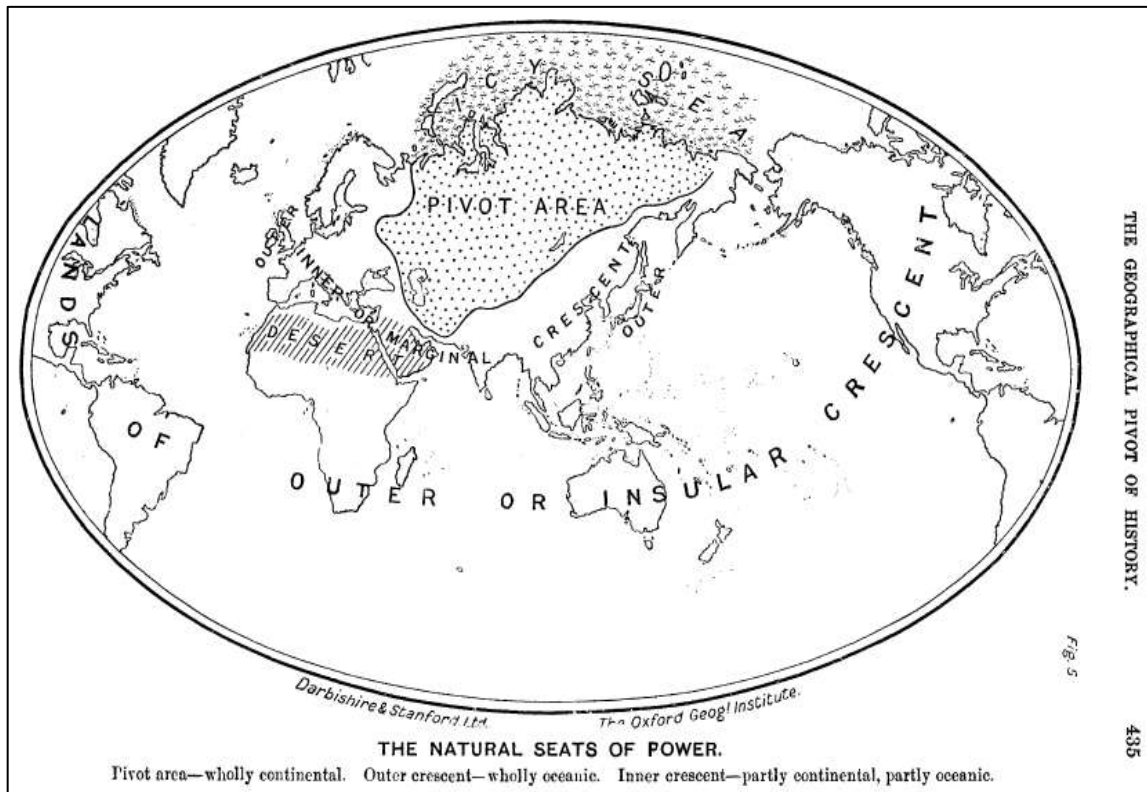 ICY SEA
PIVOT AREA
LANDS
OF
OUTER OR INSULAR CRESCENT
OUTER
INNER OR MARGINAL
CRESCENT
OUTER
DESERT
Darbishire & Stanford Ltd.
The Oxford Geogl Institute.
THE NATURAL SEATS OF POWER.
Pivot area—wholly continental. Outer crescent—wholly oceanic. Inner crescent—partly continental, partly oceanic.
THE GEOGRAPHICAL PIVOT OF HISTORY.
Fig. 5
435